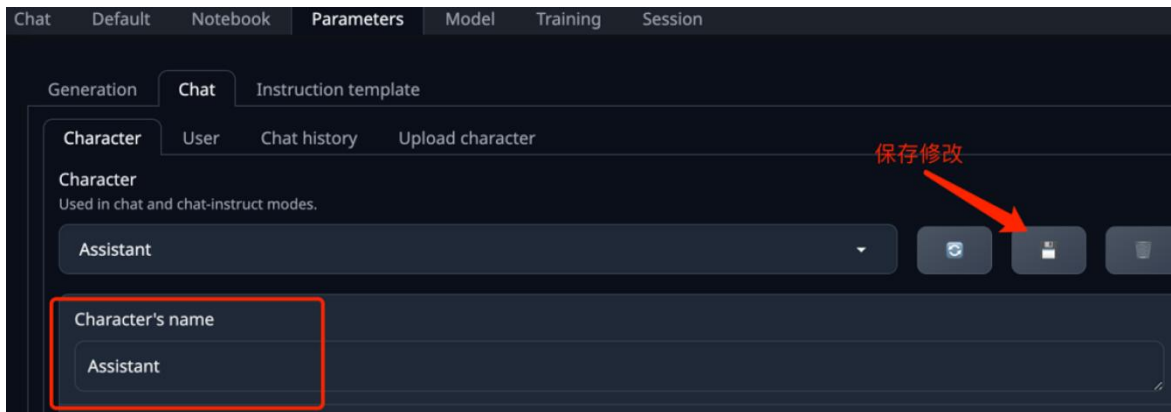 Chat Default Notebook Parameters Model Training Session
Generation Chat Instruction template
Character User Chat history Upload character
保存修改
Character
Used in chat and chat-instruct modes.
Assistant
Character's name
Assistant